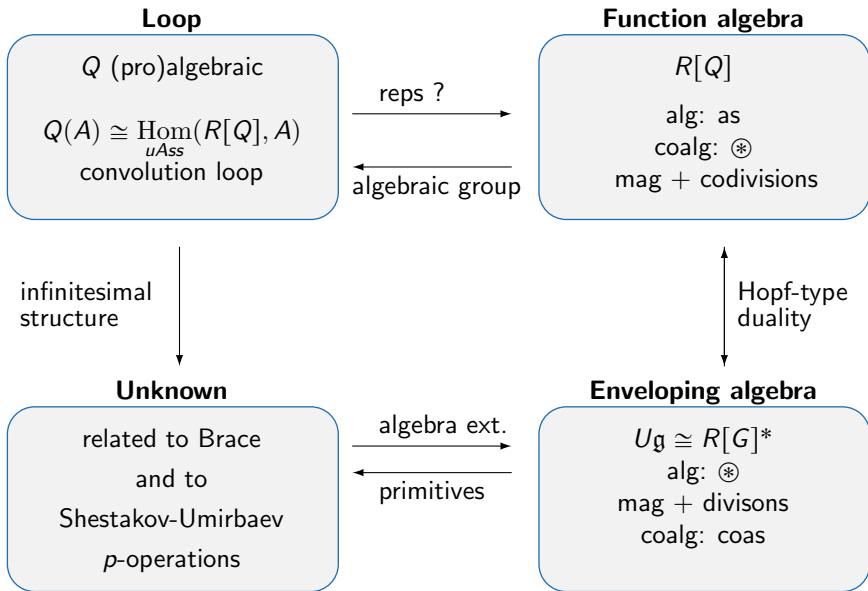 Loop
Q (pro)algebraic
Q(A) ≅ Hom(R[Q], A)
uAss
convolution loop
reps ?
algebraic group
Function algebra
R[Q]
alg: as
coalg: ⊛
mag + codivisions
infinitesimal
structure
Hopf-type
duality
Unknown
related to Brace
and to
Shestakov-Umirbaev
p-operations
algebra ext.
primitives
Enveloping algebra
U𝔤 ≅ R[G]*
alg: ⊛
mag + divisons
coalg: coas